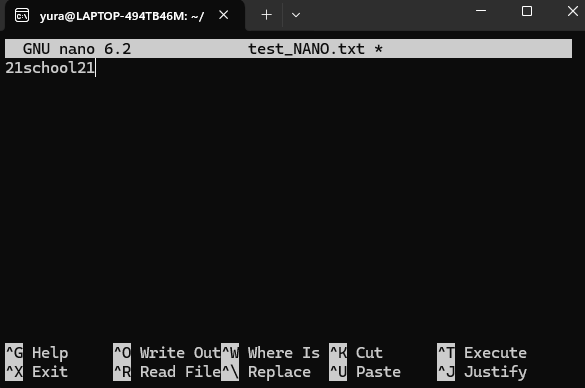 yura@LAPTOP-494TB46M: ~/
GNU nano 6.2 test_NANO.txt *
21school21
^G Help ^O Write Out ^W Where Is ^K Cut ^T Execute
^X Exit ^R Read File ^\ Replace ^U Paste ^J Justify